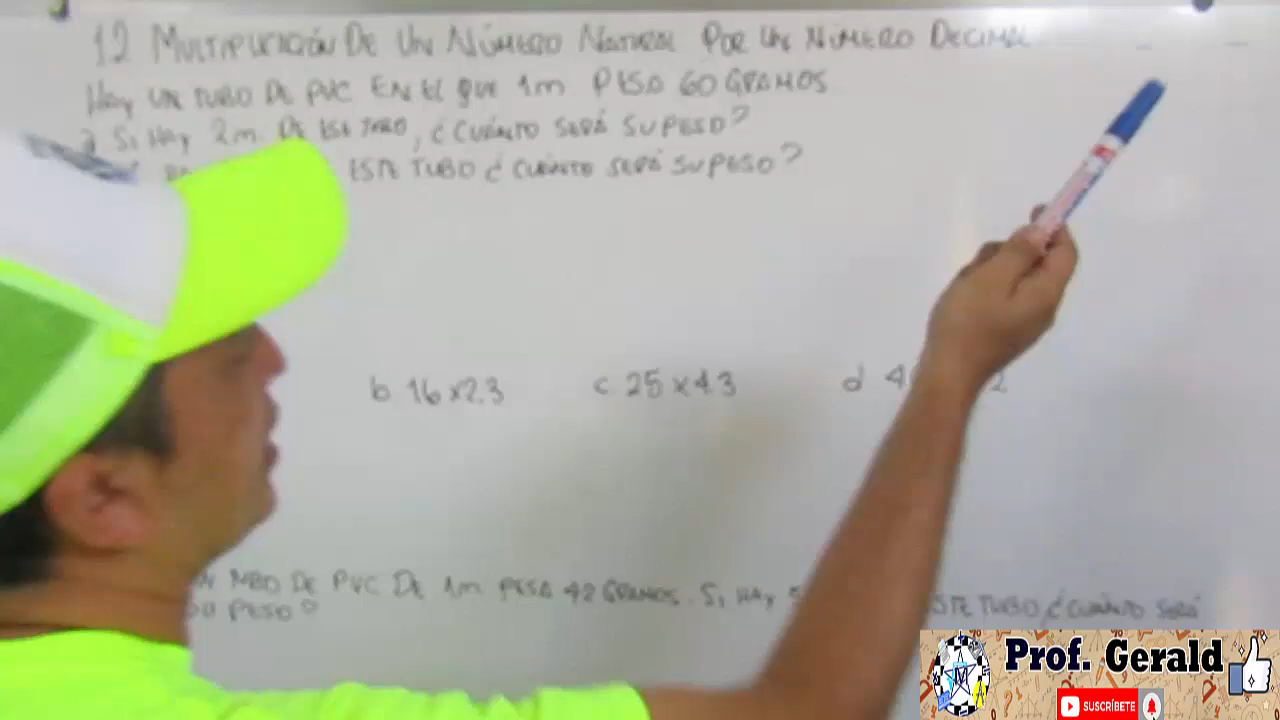 1.2 MULTIPLICACIÓN DE UN NÚMERO NATURAL POR UN NÚMERO DECIMAL
HAY UN TUBO DE PVC EN EL QUE 1m PESA 60 GRAMOS
a SI HAY 2m DE ESE TUBO, ¿CUÁNTO SERÁ SU PESO?
ESTE TUBO ¿CUÁNTO SERÁ SU PESO?
b 16 x 2.3
c 25 x 4.3
d
UN TUBO DE PVC DE 1m PESA 42 GRAMOS. SI HAY
ESTE TUBO, ¿CUÁNTO SERÁ
SU PESO?
Prof. Gerald
SUSCRÍBETE